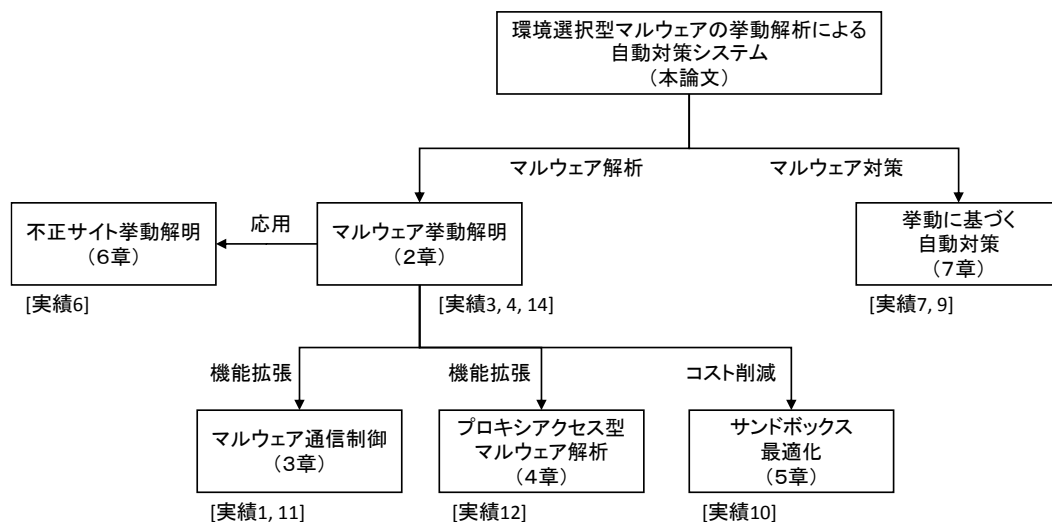 環境選択型マルウェアの挙動解析による
自動対策システム
（本論文）
マルウェア解析
マルウェア対策
不正サイト挙動解明
（６章）
応用
マルウェア挙動解明
（２章）
挙動に基づく
自動対策
（７章）
[実績6]
[実績3, 4, 14]
[実績7, 9]
機能拡張
機能拡張
コスト削減
マルウェア通信制御
（３章）
プロキシアクセス型
マルウェア解析
（４章）
サンドボックス
最適化
（５章）
[実績1, 11]
[実績12]
[実績10]